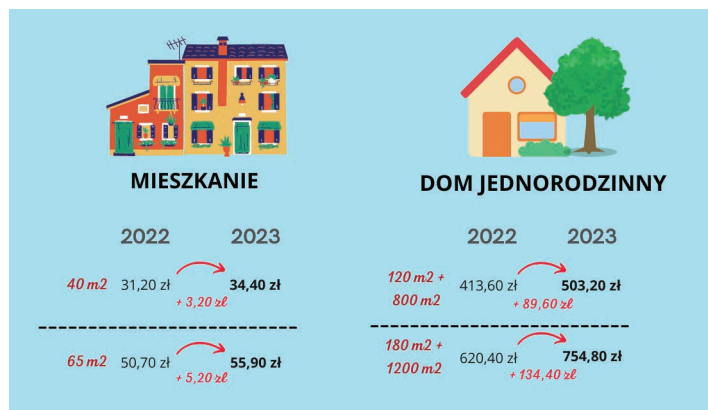 MIESZKANIE
2022 2023
40 m2 31,20 zł 34,40 zł
+ 3,20 zł
65 m2 50,70 zł 55,90 zł
+ 5,20 zł
DOM JEDNORODZINNY
2022 2023
120 m2 +
800 m2 413,60 zł 503,20 zł
+ 89,60 zł
180 m2 +
1200 m2 620,40 zł 754,80 zł
+ 134,40 zł